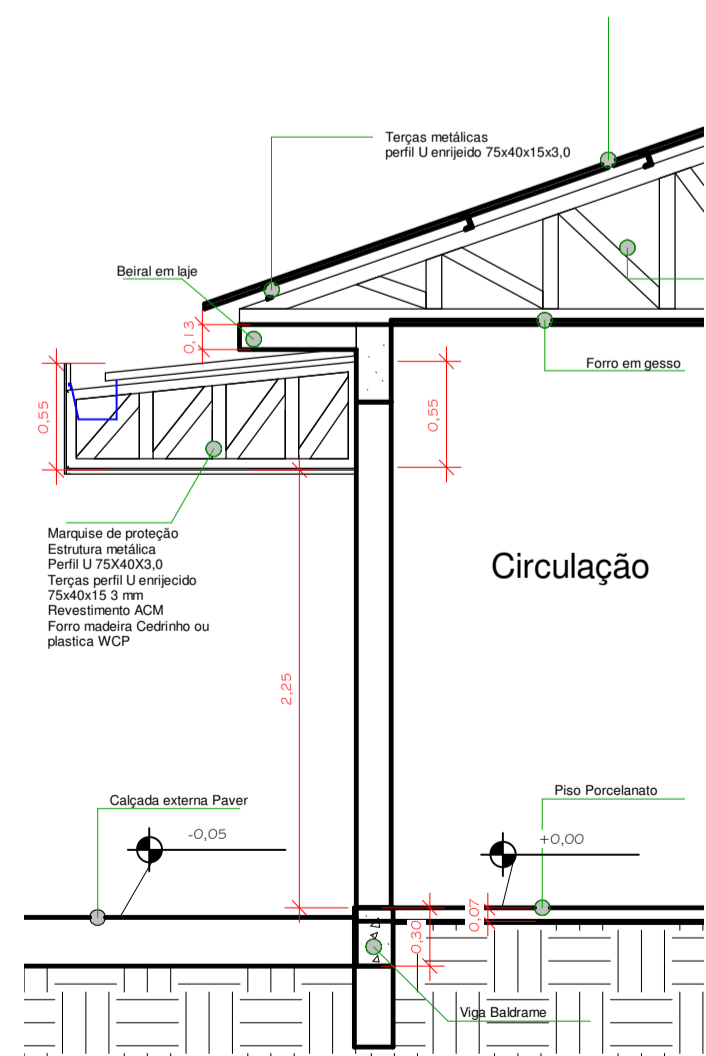 Terças metálicas
perfil U enrijeido 75x40x15x3,0
Beiral em laje
0,13
Forro em gesso
0,55
0,55
Marquise de proteção
Estrutura metálica
Perfil U 75X40X3,0
Terças perfil U enrijecido
75x40x15 3 mm
Revestimento ACM
Forro madeira Cedrinho ou
plastica WCP
Circulação
2,25
Calçada externa Paver
Piso Porcelanato
-0,05
+0,00
0,07
0,30
Viga Baldrame